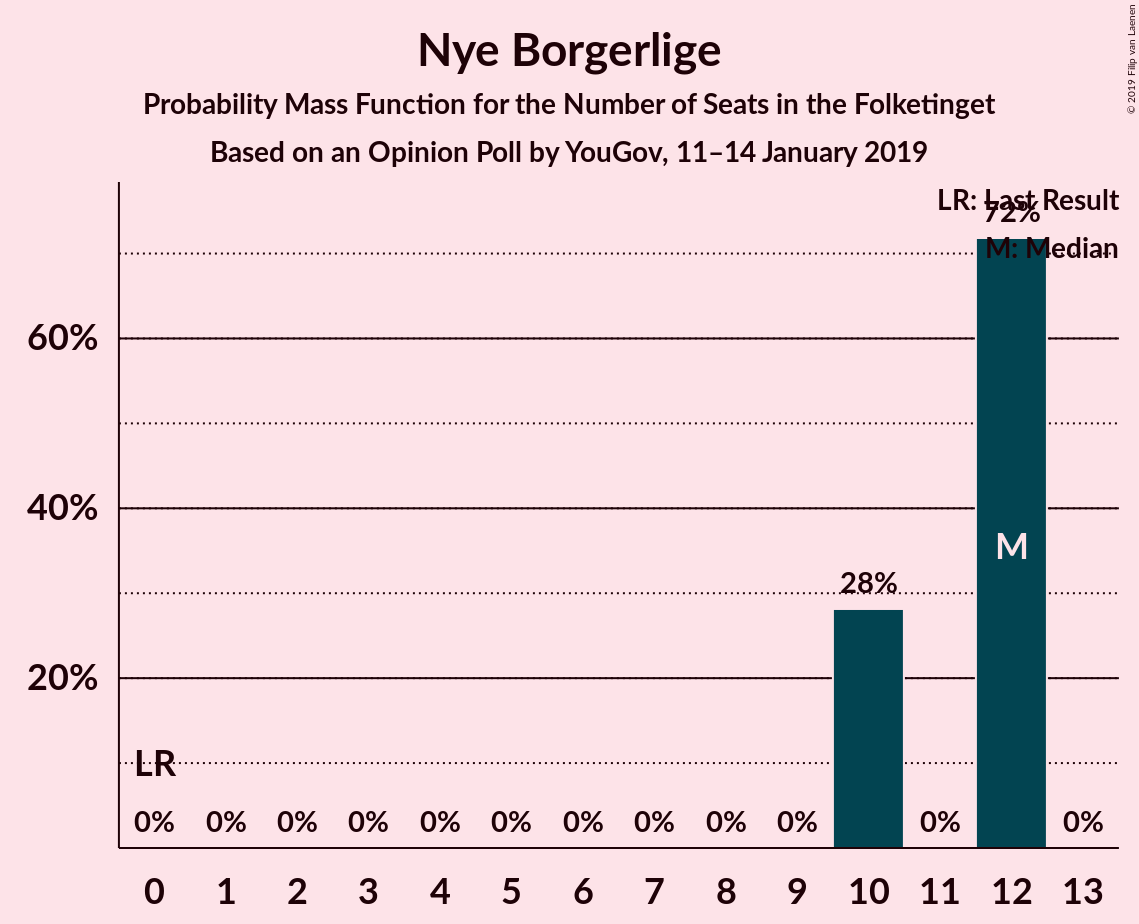 Nye Borgerlige
Probability Mass Function for the Number of Seats in the Folketinget
Based on an Opinion Poll by YouGov, 11–14 January 2019
© 2019 Filip van Laenen
LR: Last Result
72%
M: Median
60%
40%
M
28%
20%
LR
0% 0% 0% 0% 0% 0% 0% 0% 0% 0% 0% 0%
0 1 2 3 4 5 6 7 8 9 10 11 12 13